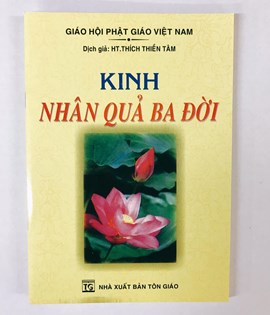 GIÁO HỘI PHẬT GIÁO VIỆT NAM
Dịch giả: HT.THÍCH THIỀN TÂM
KINH
NHÂN QUẢ BA ĐỜI
TG
NHÀ XUẤT BẢN TÔN GIÁO